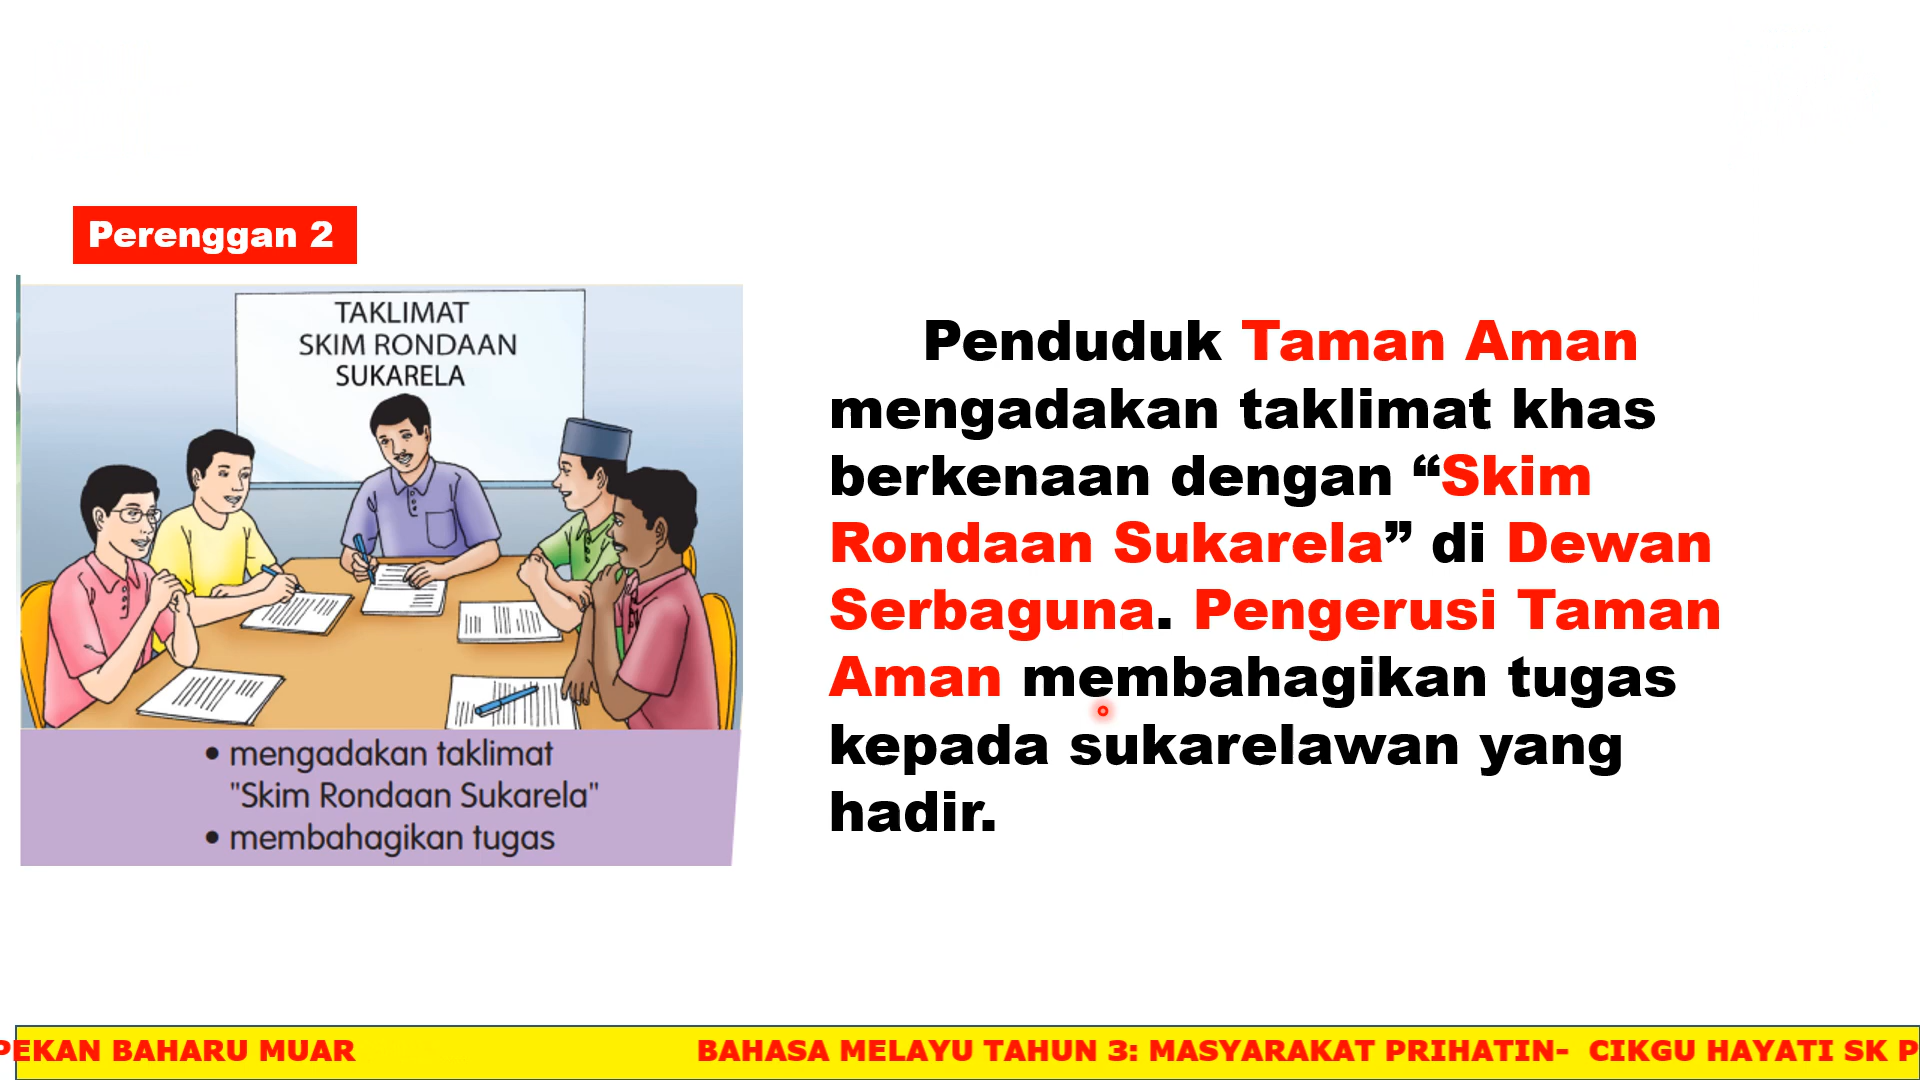 Perenggan 2
TAKLIMAT
SKIM RONDAAN
SUKARELA
• mengadakan taklimat
"Skim Rondaan Sukarela"
• membahagikan tugas
Penduduk Taman Aman
mengadakan taklimat khas
berkenaan dengan “Skim
Rondaan Sukarela” di Dewan
Serbaguna. Pengerusi Taman
Aman membahagikan tugas
kepada sukarelawan yang
hadir.
PEKAN BAHARU MUAR BAHASA MELAYU TAHUN 3: MASYARAKAT PRIHATIN- CIKGU HAYATI SK P